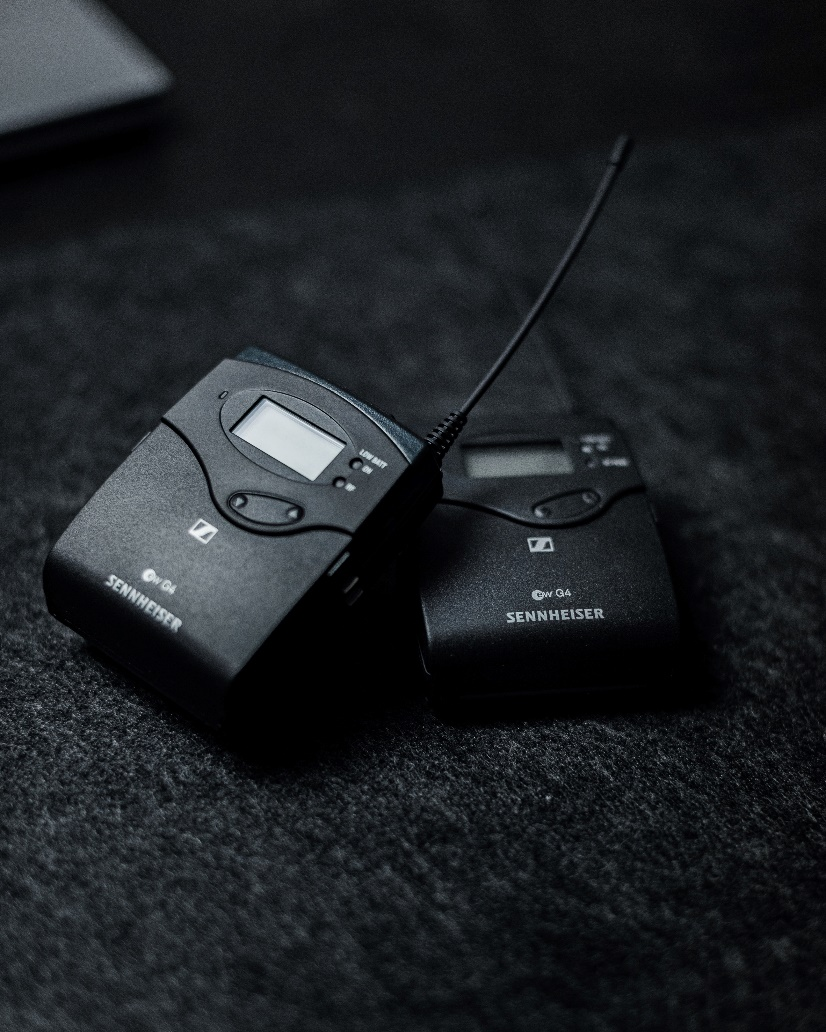 LOW BATT
ON
RF
ew G4
SENNHEISER
ew G4
SENNHEISER